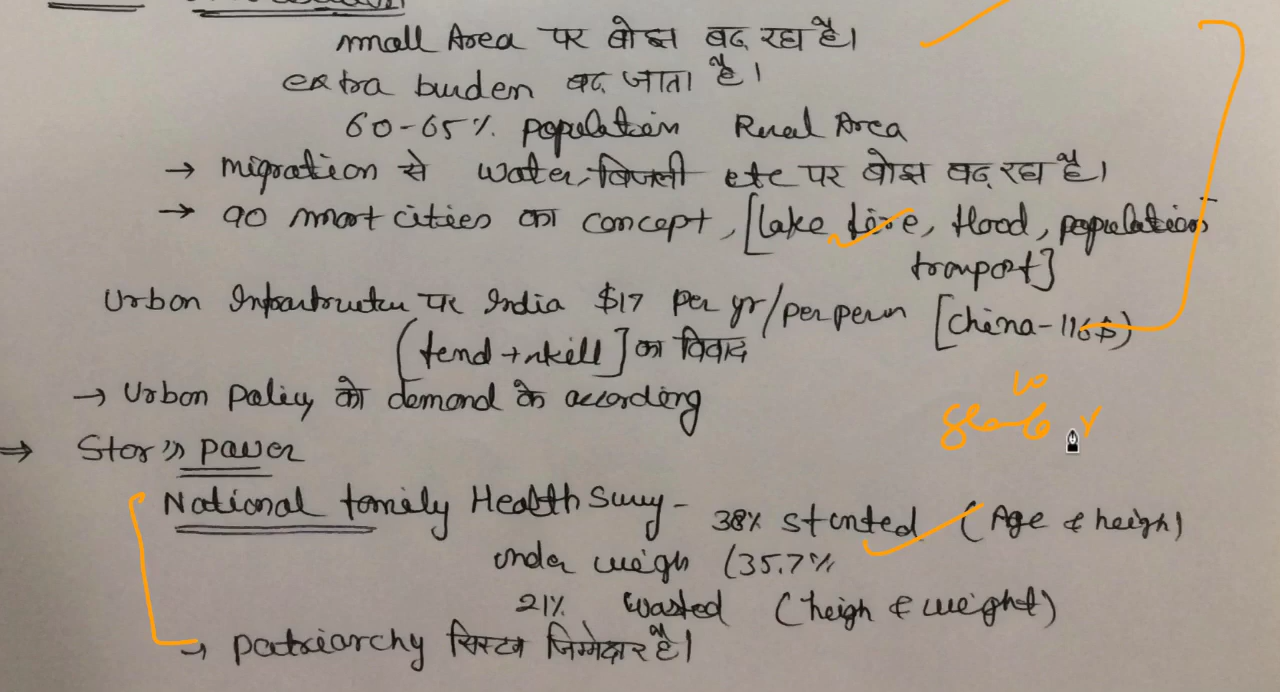 small Area पर बोझ बढ़ रहा है।
extra burden बढ़ जाता है।
60-65% population Rural Area
→ migration से water, बिजली etc पर बोझ बढ़ रहा है।
→ 90 smart cities का concept, [lake fire, flood, population
transport]
Urban Infrastructure पर India $17 per yr/per person [china-116$)
(fund + skill] का विवाद
→ Urban Policy को demand के according
⇒ Story power
National family Health Survey - 38% stunted (Age & height)
under weigh (35.7%
21% wasted (heigh & weight)
→ patriarchy सिस्टम जिम्मेदार है।